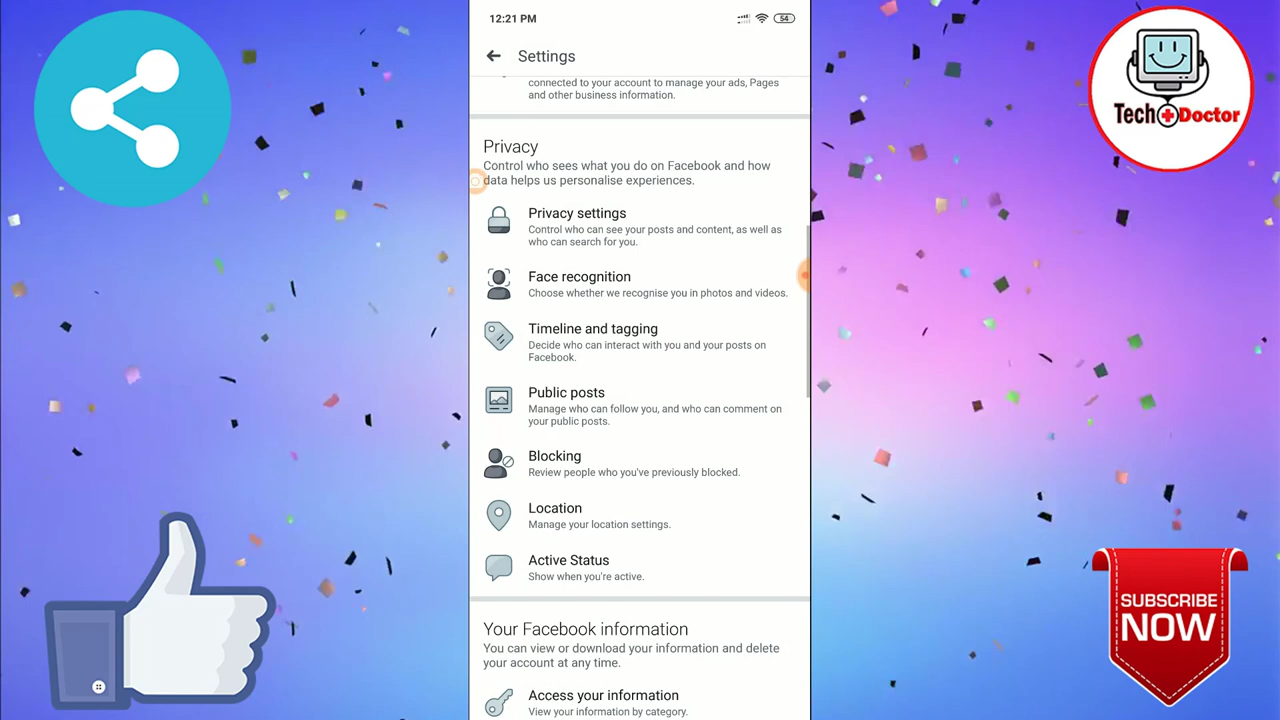 12:21 PM
54
Settings
connected to your account to manage your ads, Pages
and other business information.
Privacy
Control who sees what you do on Facebook and how
data helps us personalise experiences.
Privacy settings
Control who can see your posts and content, as well as
who can search for you.
Face recognition
Choose whether we recognise you in photos and videos.
Timeline and tagging
Decide who can interact with you and your posts on
Facebook.
Public posts
Manage who can follow you, and who can comment on
your public posts.
Blocking
Review people who you've previously blocked.
Location
Manage your location settings.
Active Status
Show when you're active.
Your Facebook information
You can view or download your information and delete
your account at any time.
Access your information
View your information by category.
Tech Doctor
SUBSCRIBE
NOW